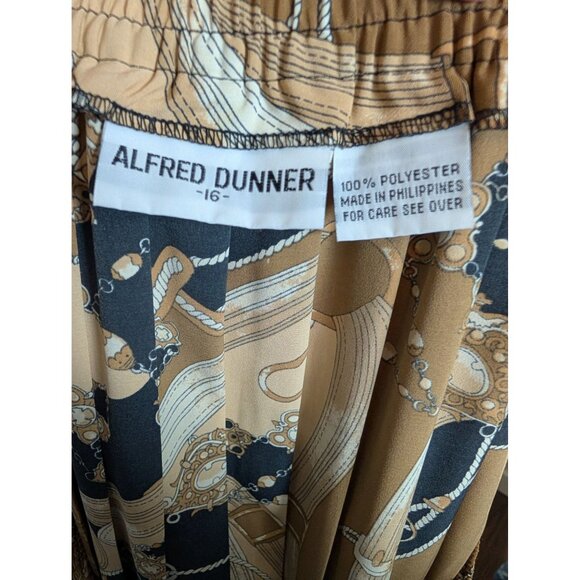 ALFRED DUNNER
-16-
100% POLYESTER
MADE IN PHILIPPINES
FOR CARE SEE OVER